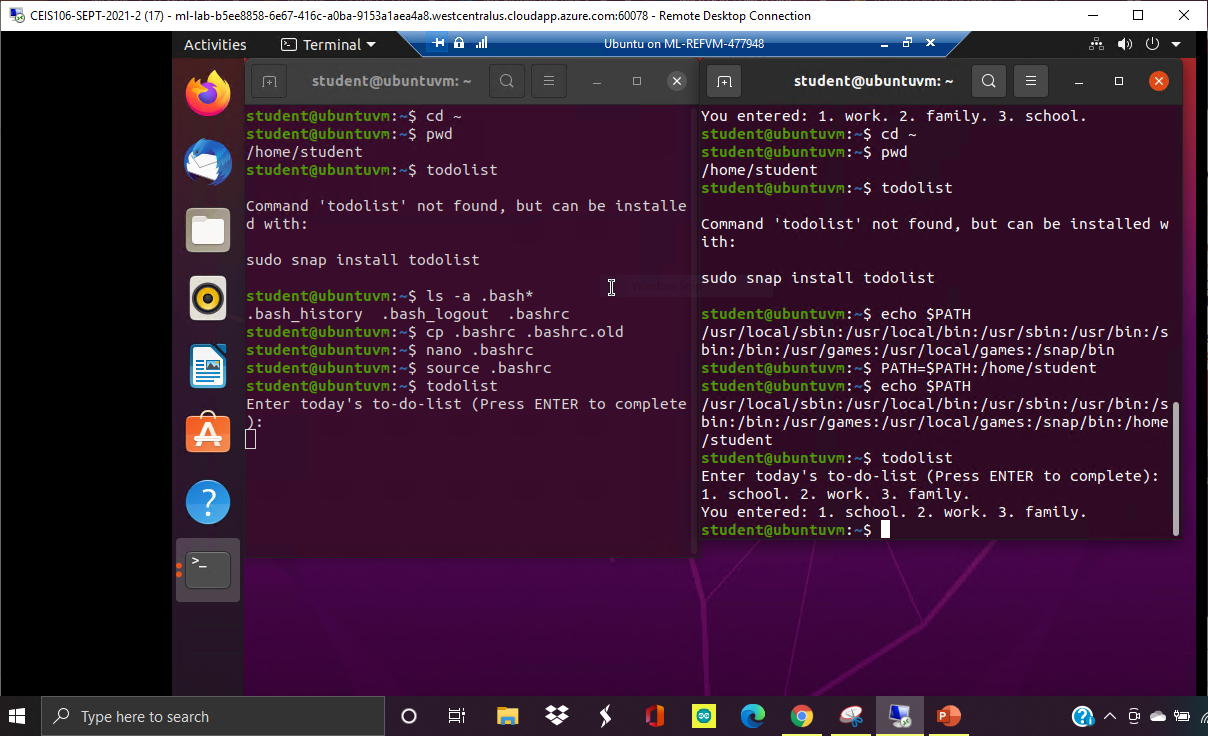 CEIS106-SEPT-2021-2 (17) - ml-lab-b5ee8858-6e67-416c-a0ba-9153a1aea4a8.westcentralus.cloudapp.azure.com:60078 - Remote Desktop Connection
Activities
Terminal
Ubuntu on ML-REFVM-477948
student@ubuntuvm: ~
student@ubuntuvm:~$ cd ~
student@ubuntuvm:~$ pwd
/home/student
student@ubuntuvm:~$ todolist
Command 'todolist' not found, but can be installe
d with:
sudo snap install todolist
student@ubuntuvm:~$ ls -a .bash*
.bash_history  .bash_logout  .bashrc
student@ubuntuvm:~$ cp .bashrc .bashrc.old
student@ubuntuvm:~$ nano .bashrc
student@ubuntuvm:~$ source .bashrc
student@ubuntuvm:~$ todolist
Enter today's to-do-list (Press ENTER to complete
):
student@ubuntuvm: ~
You entered: 1. work. 2. family. 3. school.
student@ubuntuvm:~$ cd ~
student@ubuntuvm:~$ pwd
/home/student
student@ubuntuvm:~$ todolist
Command 'todolist' not found, but can be installed w
ith:
sudo snap install todolist
student@ubuntuvm:~$ echo $PATH
/usr/local/sbin:/usr/local/bin:/usr/sbin:/usr/bin:/s
bin:/bin:/usr/games:/usr/local/games:/snap/bin
student@ubuntuvm:~$ PATH=$PATH:/home/student
student@ubuntuvm:~$ echo $PATH
/usr/local/sbin:/usr/local/bin:/usr/sbin:/usr/bin:/s
bin:/bin:/usr/games:/usr/local/games:/snap/bin:/home
/student
student@ubuntuvm:~$ todolist
Enter today's to-do-list (Press ENTER to complete):
1. school. 2. work. 3. family.
You entered: 1. school. 2. work. 3. family.
student@ubuntuvm:~$
Type here to search